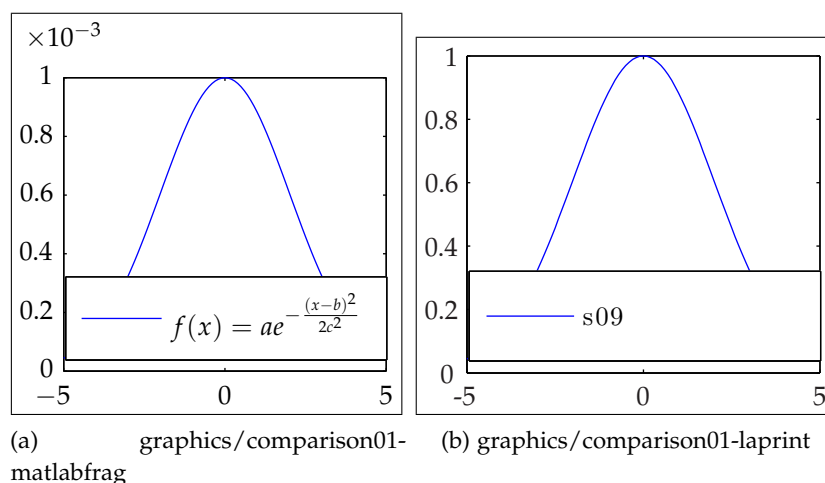 ×10⁻³
1
0.8
0.6
0.4
0.2
0
−5 0 5
f(x) = ae^{−\frac{(x−b)^2}{2c^2}}
(a) graphics/comparison01-
matlabfrag
1
0.8
0.6
0.4
0.2
0
-5 0 5
s09
(b) graphics/comparison01-laprint